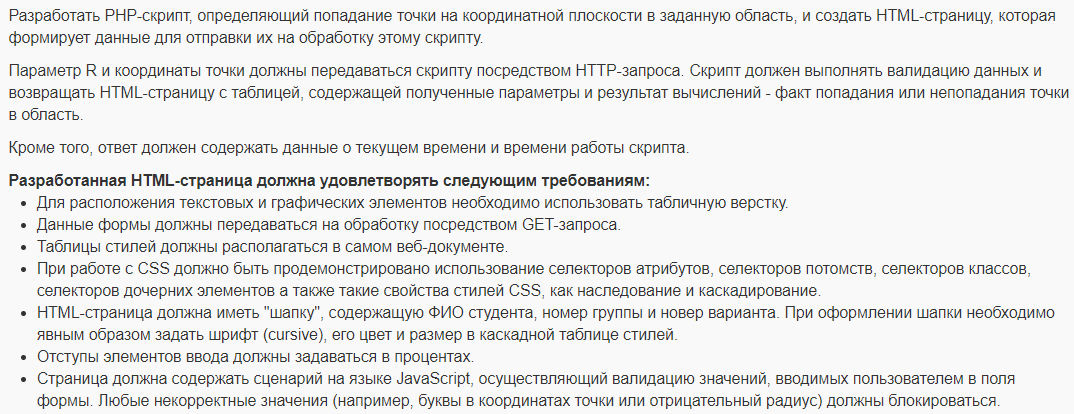 Разработать PHP-скрипт, определяющий попадание точки на координатной плоскости в заданную область, и создать HTML-страницу, которая
формирует данные для отправки их на обработку этому скрипту.
Параметр R и координаты точки должны передаваться скрипту посредством HTTP-запроса. Скрипт должен выполнять валидацию данных и
возвращать HTML-страницу с таблицей, содержащей полученные параметры и результат вычислений - факт попадания или непопадания точки
в область.
Кроме того, ответ должен содержать данные о текущем времени и времени работы скрипта.
Разработанная HTML-страница должна удовлетворять следующим требованиям:
• Для расположения текстовых и графических элементов необходимо использовать табличную верстку.
• Данные формы должны передаваться на обработку посредством GET-запроса.
• Таблицы стилей должны располагаться в самом веб-документе.
• При работе с CSS должно быть продемонстрировано использование селекторов атрибутов, селекторов потомств, селекторов классов,
селекторов дочерних элементов а также такие свойства стилей CSS, как наследование и каскадирование.
• HTML-страница должна иметь "шапку", содержащую ФИО студента, номер группы и новер варианта. При оформлении шапки необходимо
явным образом задать шрифт (cursive), его цвет и размер в каскадной таблице стилей.
• Отступы элементов ввода должны задаваться в процентах.
• Страница должна содержать сценарий на языке JavaScript, осуществляющий валидацию значений, вводимых пользователем в поля
формы. Любые некорректные значения (например, буквы в координатах точки или отрицательный радиус) должны блокироваться.